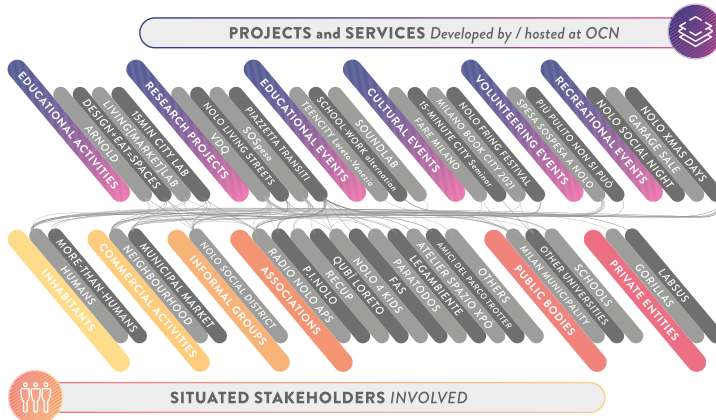 PROJECTS and SERVICES Developed by / hosted at OCN
EDUCATIONAL ACTIVITIES
ARNOLD
DESIGN+EAT=SPACES
LIVING[MARKET]LAB
15MIN CITY LAB
RESEARCH PROJECTS
VDQ
NOLO LIVING STREETS
SOSpesa
PIAZZETTA TRANSITI
EDUCATIONAL EVENTS
TEENCITY Loreto-Venezia
SCHOOL-WORK alternation
SOUNDLAB
CULTURAL EVENTS
FARE MILANO
15-MINUTE CITY Seminar
MILANO BOOK CITY 2021
NOLO FRING FESTIVAL
VOLUNTEERING EVENTS
SPESA SOSPESA A NOLO
PIÙ PULITO NON SI PUÒ
RECREATIONAL EVENTS
NOLO SOCIAL NIGHT
GARAGE SALE
NOLO XMAS DAYS
INHABITANTS
HUMANS
MORE-THAN-HUMANS
COMMERCIAL ACTIVITIES
NEIGHBOURHOOD
MUNICIPAL MARKET
INFORMAL GROUPS
NOLO SOCIAL DISTRICT
ASSOCIATIONS
RADIO NOLO APS
P.I.NOLO
RECUP
QUBÌ LORETO
NOLO 4 KIDS
FAS
PARATODOS
LEGAMBIENTE
ATELIER SPAZIO XPÒ
AMICI DEL PARCO TROTTER
OTHERS
PUBLIC BODIES
MILAN MUNICIPALITY
OTHER UNIVERSITIES
SCHOOLS
PRIVATE ENTITIES
GORILLAS
LABSUS
SITUATED STAKEHOLDERS INVOLVED